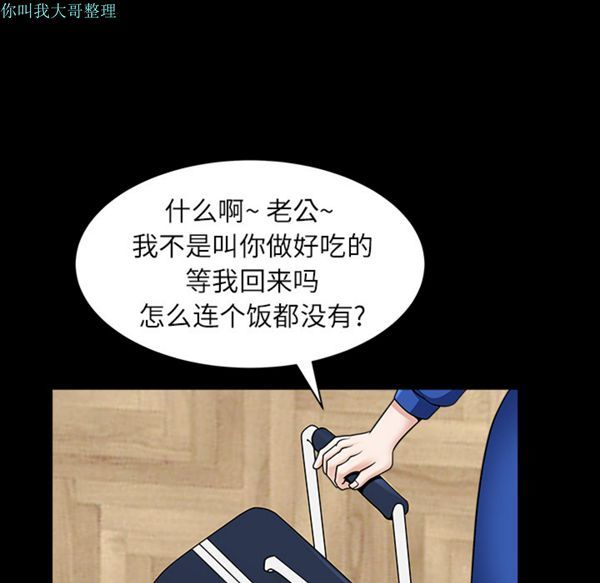 你叫我大哥整理
什么啊~ 老公~
我不是叫你做好吃的
等我回来吗
怎么连个饭都没有?